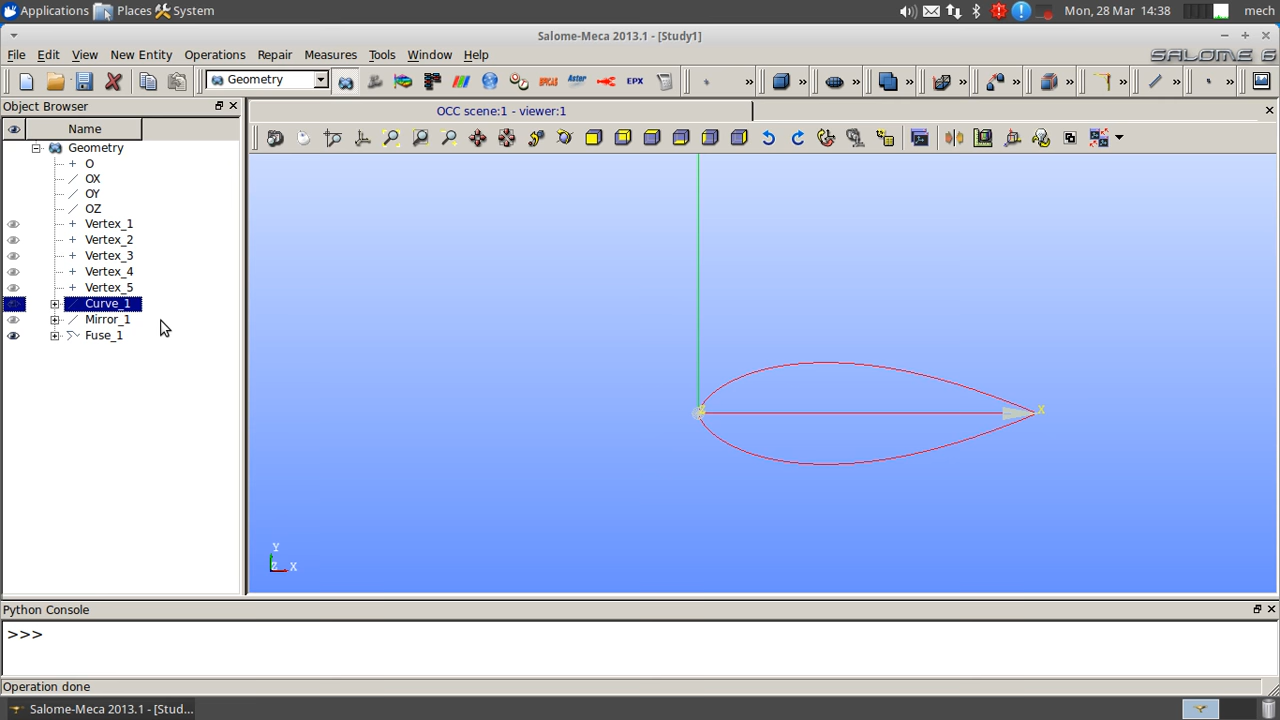 Applications Places System Mon, 28 Mar 14:38 mech
Salome-Meca 2013.1 - [Study1]
File Edit View New Entity Operations Repair Measures Tools Window Help SALOME 6
Geometry EFICAS Aster EPX
Object Browser
OCC scene:1 - viewer:1
Name
Geometry
O
OX
OY
OZ
Vertex_1
Vertex_2
Vertex_3
Vertex_4
Vertex_5
Curve_1
Mirror_1
Fuse_1
X
Y
Z X
Python Console
>>>
Operation done
Salome-Meca 2013.1 - [Stud...